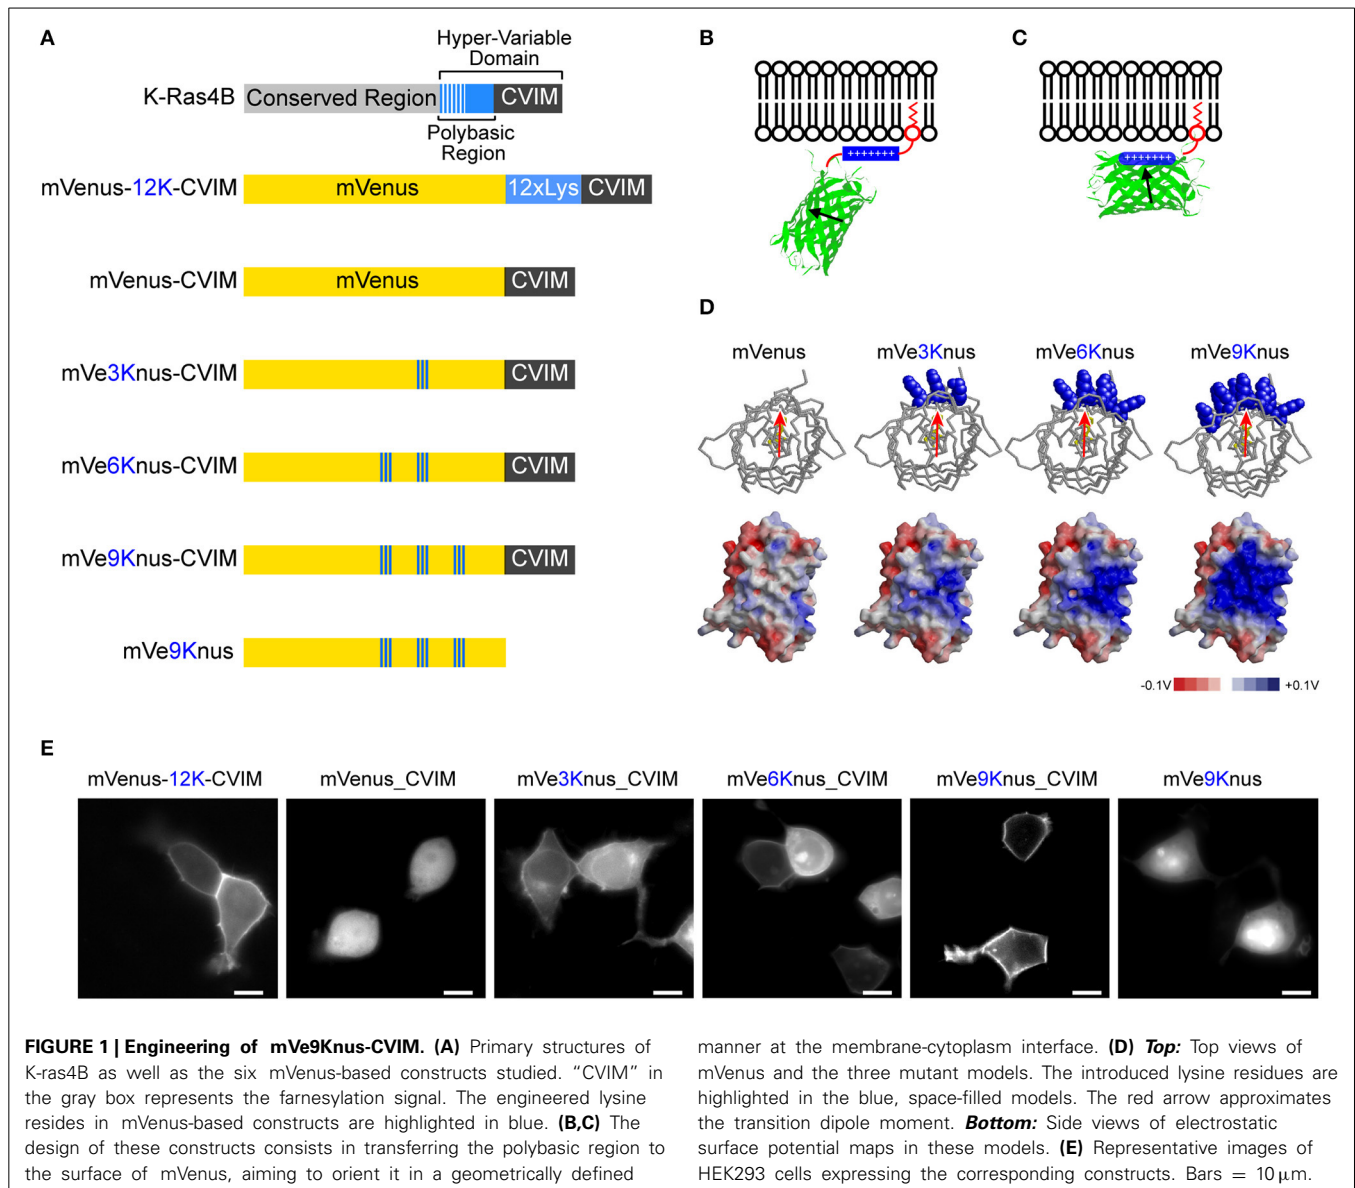 A
Hyper-Variable
Domain
K-Ras4B
Conserved Region
CVIM
Polybasic
Region
mVenus-12K-CVIM
mVenus
12xLys
CVIM
mVenus-CVIM
mVenus
CVIM
mVe3Knus-CVIM
CVIM
mVe6Knus-CVIM
CVIM
mVe9Knus-CVIM
CVIM
mVe9Knus
B
+++++++
C
+++++++
D
mVenus
mVe3Knus
mVe6Knus
mVe9Knus
-0.1V
+0.1V
E
mVenus-12K-CVIM
mVenus_CVIM
mVe3Knus_CVIM
mVe6Knus_CVIM
mVe9Knus_CVIM
mVe9Knus
FIGURE 1 | Engineering of mVe9Knus-CVIM. (A) Primary structures of
K-ras4B as well as the six mVenus-based constructs studied. “CVIM” in
the gray box represents the farnesylation signal. The engineered lysine
resides in mVenus-based constructs are highlighted in blue. (B,C) The
design of these constructs consists in transferring the polybasic region to
the surface of mVenus, aiming to orient it in a geometrically defined
manner at the membrane-cytoplasm interface. (D) Top: Top views of
mVenus and the three mutant models. The introduced lysine residues are
highlighted in the blue, space-filled models. The red arrow approximates
the transition dipole moment. Bottom: Side views of electrostatic
surface potential maps in these models. (E) Representative images of
HEK293 cells expressing the corresponding constructs. Bars = 10 μm.